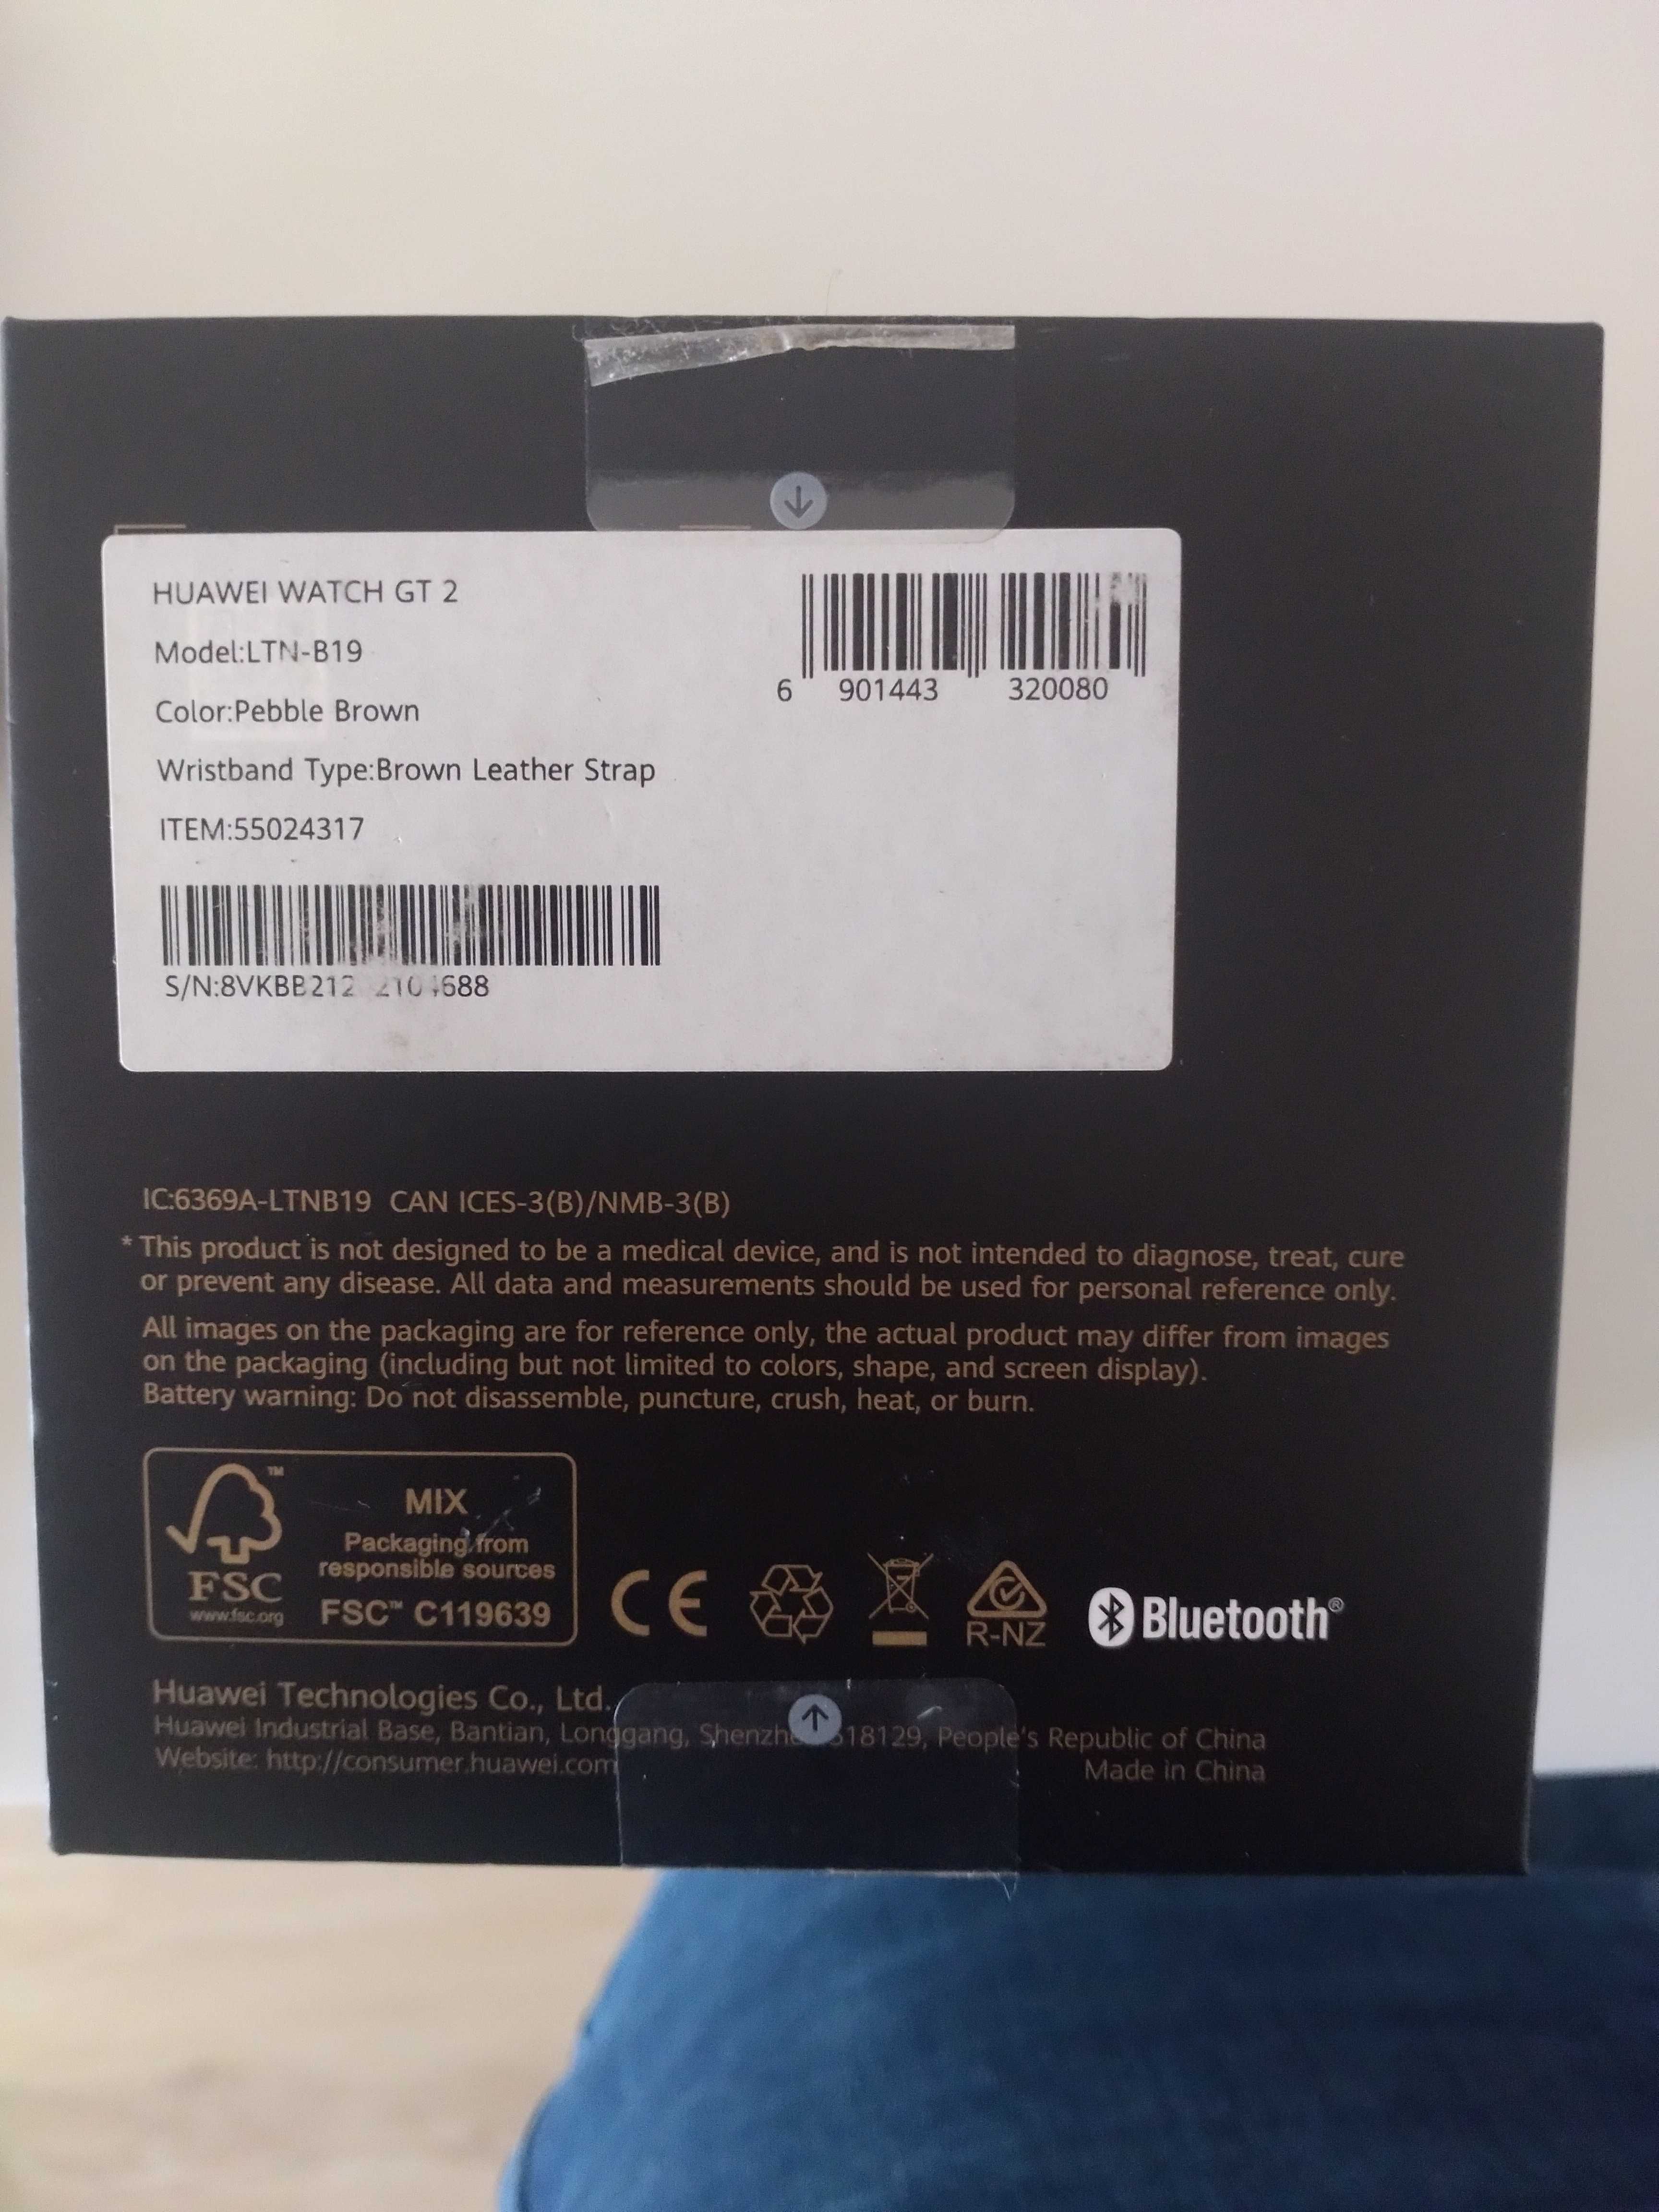 HUAWEI WATCH GT 2
Model:LTN-B19
Color:Pebble Brown
Wristband Type:Brown Leather Strap
ITEM:55024317
6 901443 320080
IC:6369A-LTNB19 CAN ICES-3(B)/NMB-3(B)
* This product is not designed to be a medical device, and is not intended to diagnose, treat, cure
or prevent any disease. All data and measurements should be used for personal reference only.
All images on the packaging are for reference only, the actual product may differ from images
on the packaging (including but not limited to colors, shape, and screen display).
Battery warning: Do not disassemble, puncture, crush, heat, or burn.
TM
FSC
www.fsc.org
MIX
Packaging from
responsible sources
FSC™ C119639
CE
R-NZ
Bluetooth®
Huawei Technologies Co., Ltd.
Huawei Industrial Base, Bantian, Longgang, People's Republic of China
Website: http://consumer.huawei.com
Made in China